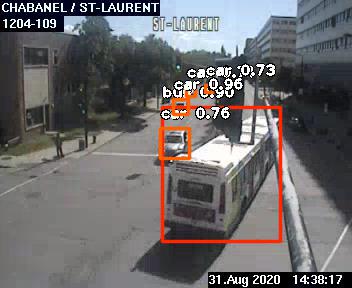 CHABANEL / ST-LAURENT
1204-109
ST-LAURENT
car 0.73
car 0.96
bus 0.90
car 0.76
31.Aug 2020 14:38:17